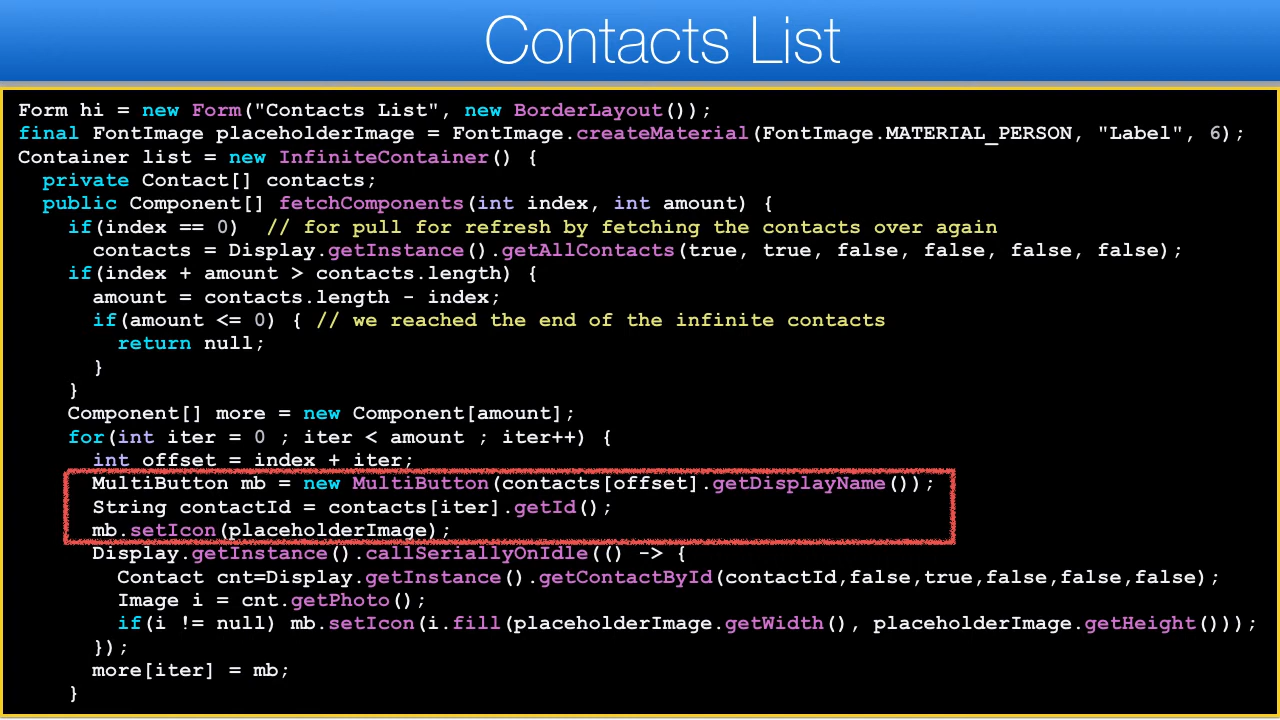 Contacts List
Form hi = new Form("Contacts List", new BorderLayout());
final FontImage placeholderImage = FontImage.createMaterial(FontImage.MATERIAL_PERSON, "Label", 6);
Container list = new InfiniteContainer() {
  private Contact[] contacts;
  public Component[] fetchComponents(int index, int amount) {
    if(index == 0)  // for pull for refresh by fetching the contacts over again
      contacts = Display.getInstance().getAllContacts(true, true, false, false, false, false);
    if(index + amount > contacts.length) {
      amount = contacts.length - index;
      if(amount <= 0) { // we reached the end of the infinite contacts
        return null;
      }
    }
    Component[] more = new Component[amount];
    for(int iter = 0 ; iter < amount ; iter++) {
      int offset = index + iter;
      MultiButton mb = new MultiButton(contacts[offset].getDisplayName());
      String contactId = contacts[iter].getId();
      mb.setIcon(placeholderImage);
      Display.getInstance().callSeriallyOnIdle(() -> {
        Contact cnt=Display.getInstance().getContactById(contactId,false,true,false,false,false);
        Image i = cnt.getPhoto();
        if(i != null) mb.setIcon(i.fill(placeholderImage.getWidth(), placeholderImage.getHeight()));
      });
      more[iter] = mb;
    }